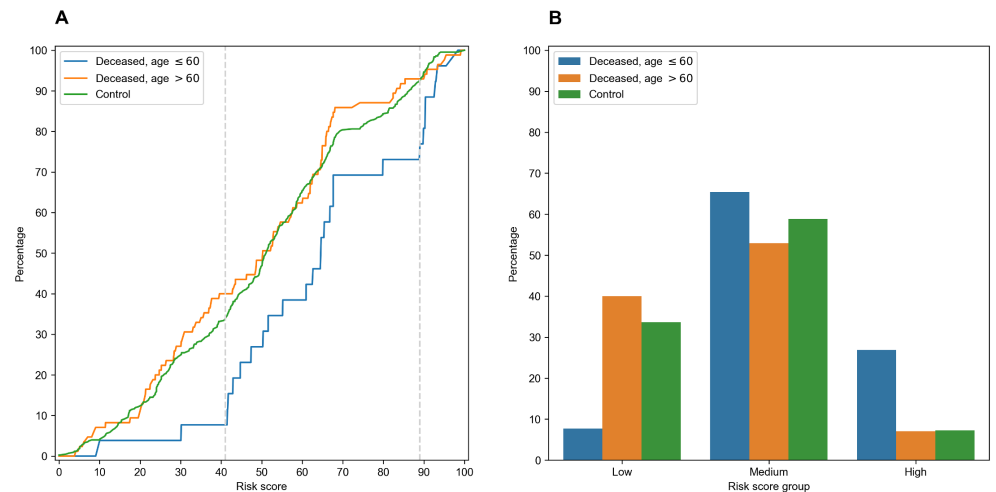 A
100
90
80
70
60
50
40
30
20
10
0
Percentage
Deceased, age ≤ 60
Deceased, age > 60
Control
0 10 20 30 40 50 60 70 80 90 100
Risk score
B
100
90
80
70
60
50
40
30
20
10
0
Percentage
Deceased, age ≤ 60
Deceased, age > 60
Control
Low Medium High
Risk score group